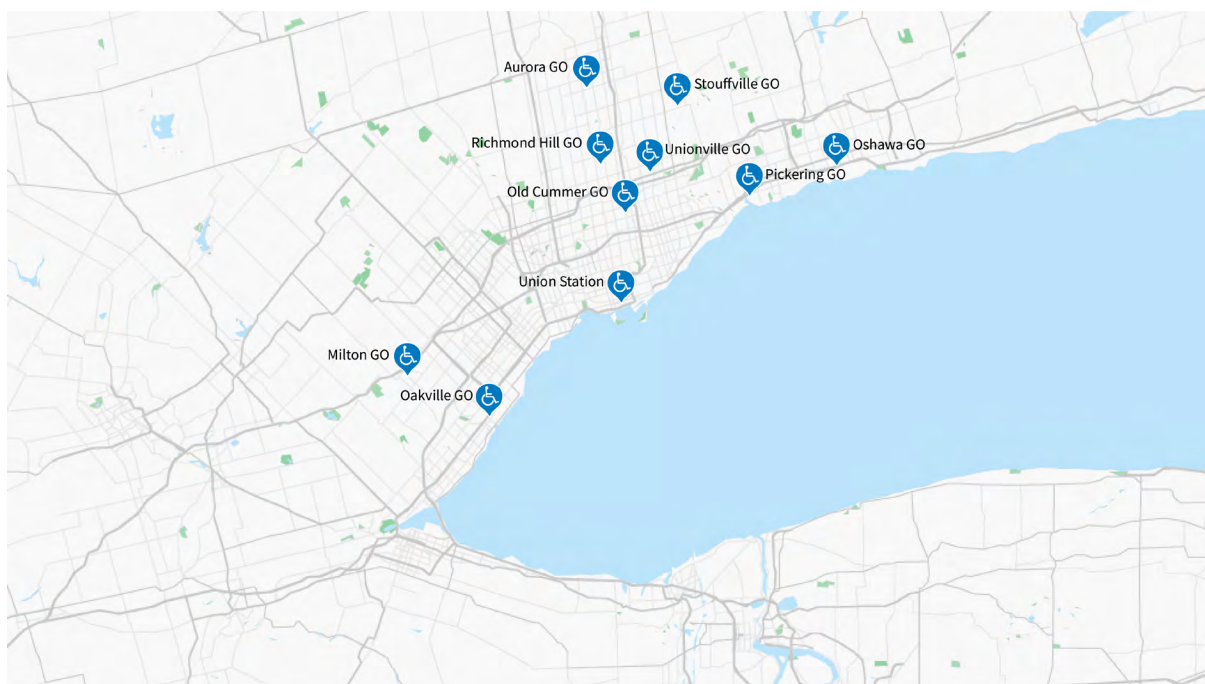 Aurora GO
Stouffville GO
Richmond Hill GO
Unionville GO
Oshawa GO
Pickering GO
Old Cummer GO
Union Station
Milton GO
Oakville GO